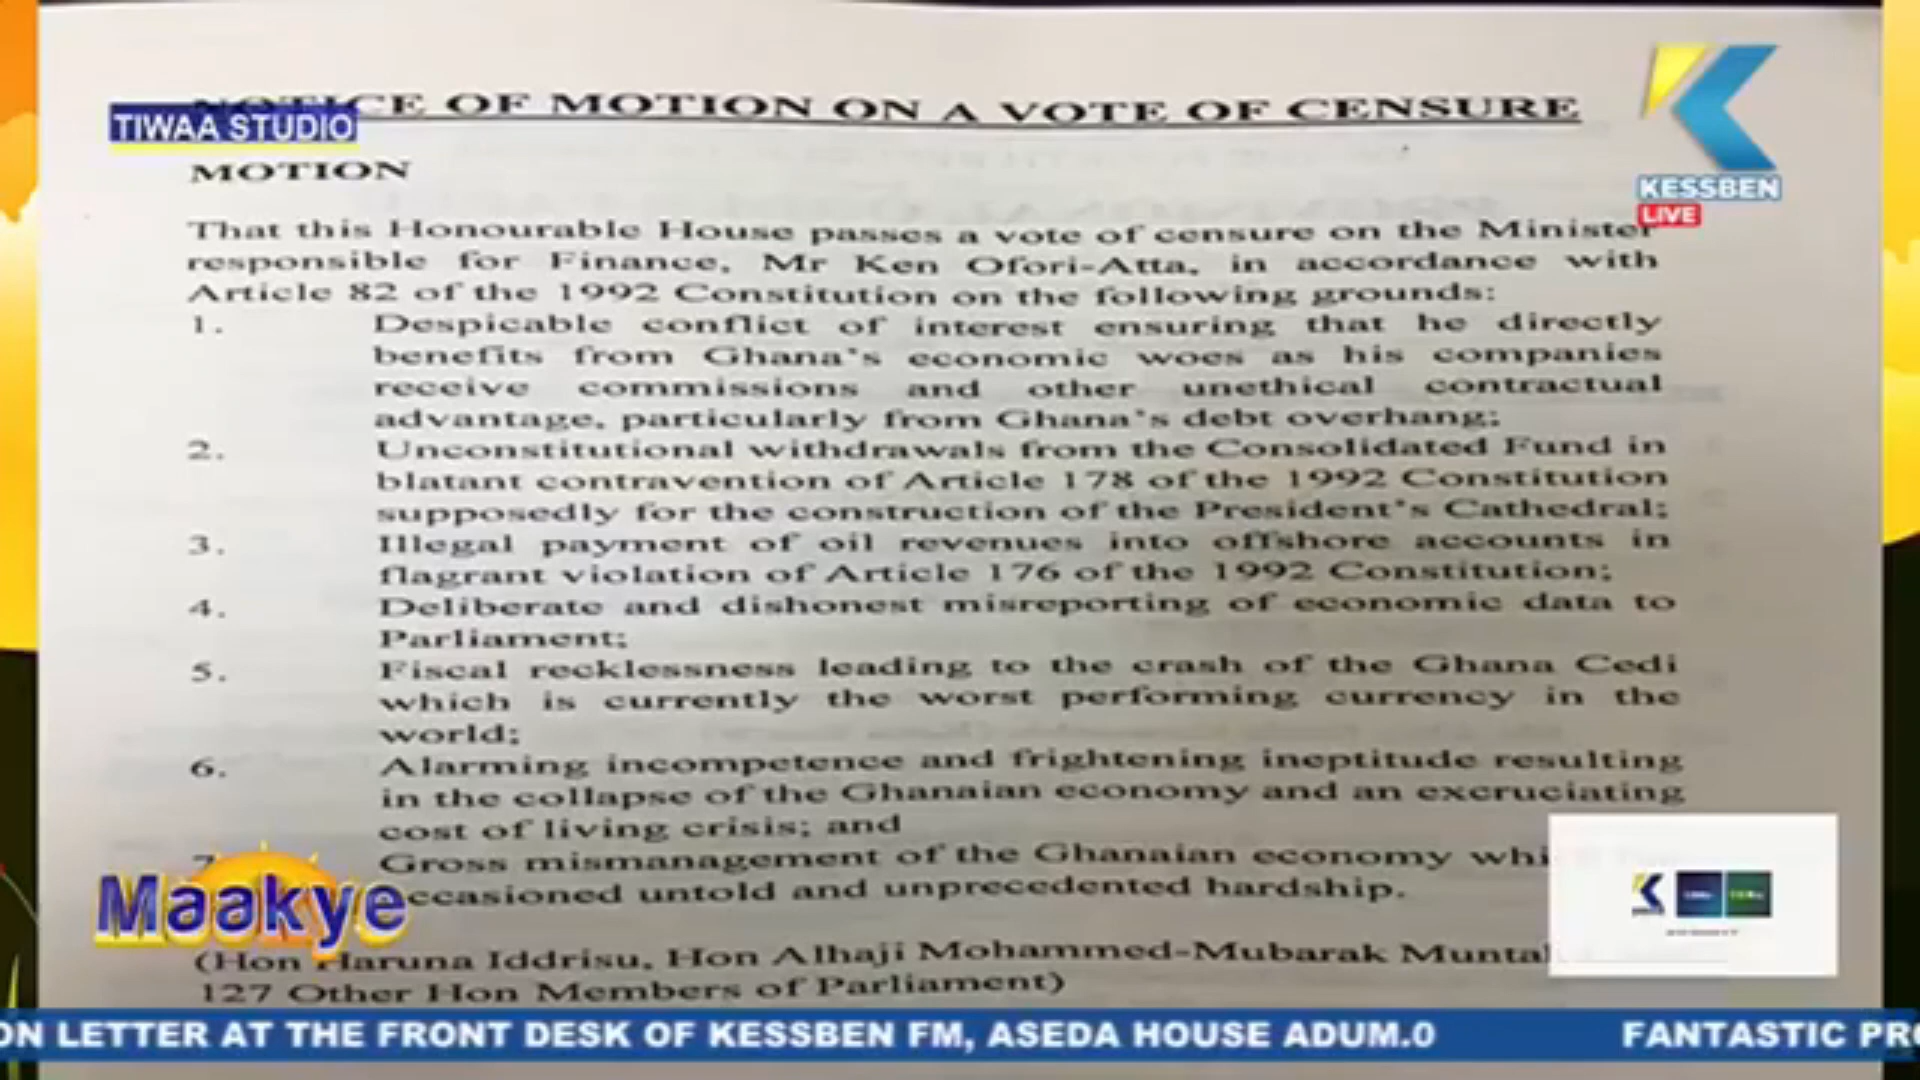 NOTICE OF MOTION ON A VOTE OF CENSURE
TIWAA STUDIO
KESSBEN
LIVE
MOTION
That this Honourable House passes a vote of censure on the Minister
responsible for Finance, Mr Ken Ofori-Atta, in accordance with
Article 82 of the 1992 Constitution on the following grounds:
1. Despicable conflict of interest ensuring that he directly
benefits from Ghana's economic woes as his companies
receive commissions and other unethical contractual
advantage, particularly from Ghana's debt overhang;
2. Unconstitutional withdrawals from the Consolidated Fund in
blatant contravention of Article 178 of the 1992 Constitution
supposedly for the construction of the President's Cathedral;
3. Illegal payment of oil revenues into offshore accounts in
flagrant violation of Article 176 of the 1992 Constitution;
4. Deliberate and dishonest misreporting of economic data to
Parliament;
5. Fiscal recklessness leading to the crash of the Ghana Cedi
which is currently the worst performing currency in the
world;
6. Alarming incompetence and frightening ineptitude resulting
in the collapse of the Ghanaian economy and an excruciating
cost of living crisis; and
7. Gross mismanagement of the Ghanaian economy
occasioned untold and unprecedented hardship.
Maakye
(Hon Haruna Iddrisu, Hon Alhaji Mohammed-Mubarak
127 Other Hon Members of Parliament)
ON LETTER AT THE FRONT DESK OF KESSBEN FM, ASEDA HOUSE ADUM.0 FANTASTIC